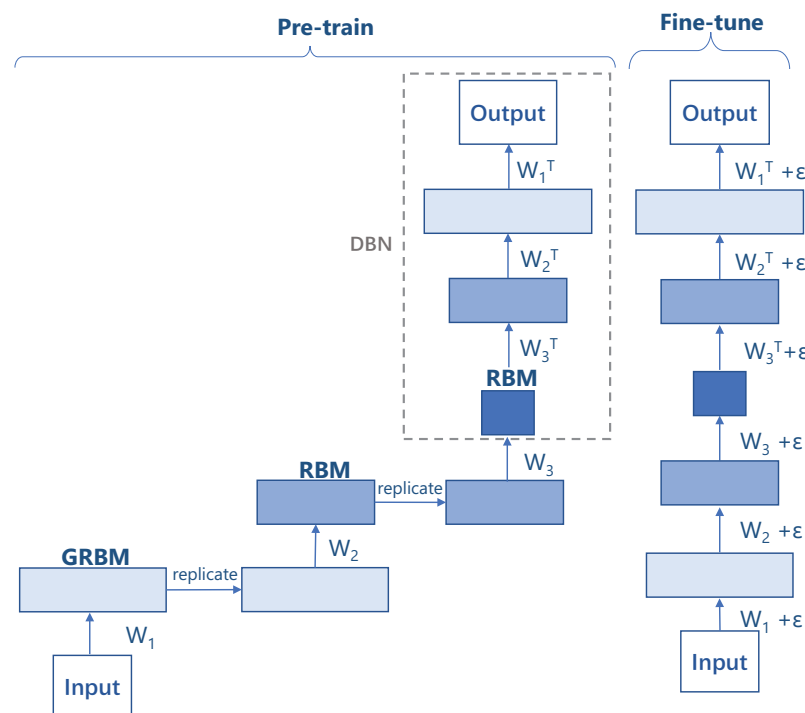 Pre-train
Fine-tune
Output
W₁ᵀ
DBN
W₂ᵀ
W₃ᵀ
RBM
W₃
RBM
replicate
W₂
GRBM
replicate
W₁
Input
Output
W₁ᵀ +ε
W₂ᵀ +ε
W₃ᵀ+ε
W₃ +ε
W₂ +ε
W₁ +ε
Input